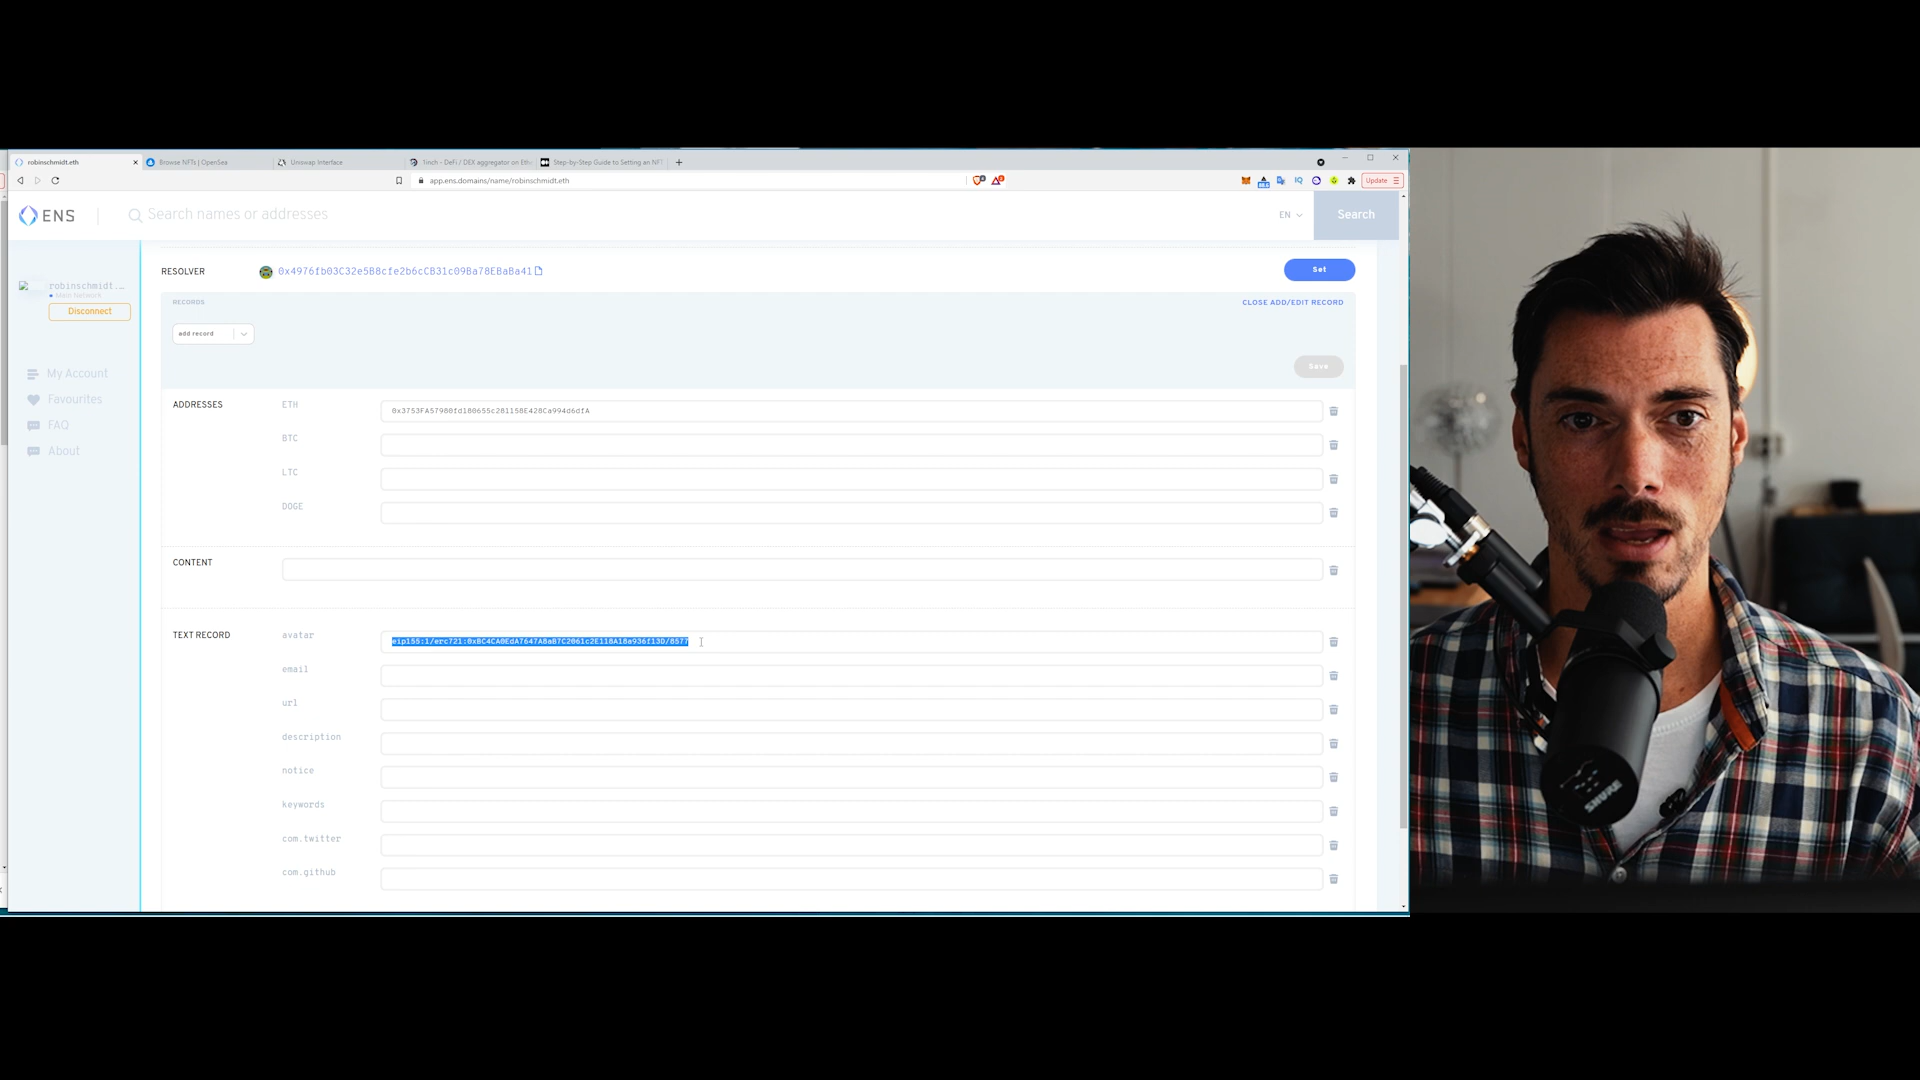 robinschmidt.eth
Browse NFTs | OpenSea
Uniswap Interface
1inch - DeFi / DEX aggregator on Eth
Step-by-Step Guide to Setting an NF
app.ens.domains/name/robinschmidt.eth
Update
ENS
Search names or addresses
EN
Search
robinschmidt....
Main Network
Disconnect
My Account
Favourites
FAQ
About
RESOLVER
0x4976fb03C32e5B8cfe2b6cCB31c09Ba78EBaBa41
Set
RECORDS
CLOSE ADD/EDIT RECORD
add record
Save
ADDRESSES
ETH
0x3753FA57980fd180655c281158E428Ca994d6dfA
BTC
LTC
DOGE
CONTENT
TEXT RECORD
avatar
eip155:1/erc721:0xBC4CA0EdA7647A8aB7C2061c2E118A18a936f13D/8577
email
url
description
notice
keywords
com.twitter
com.github
SHURE